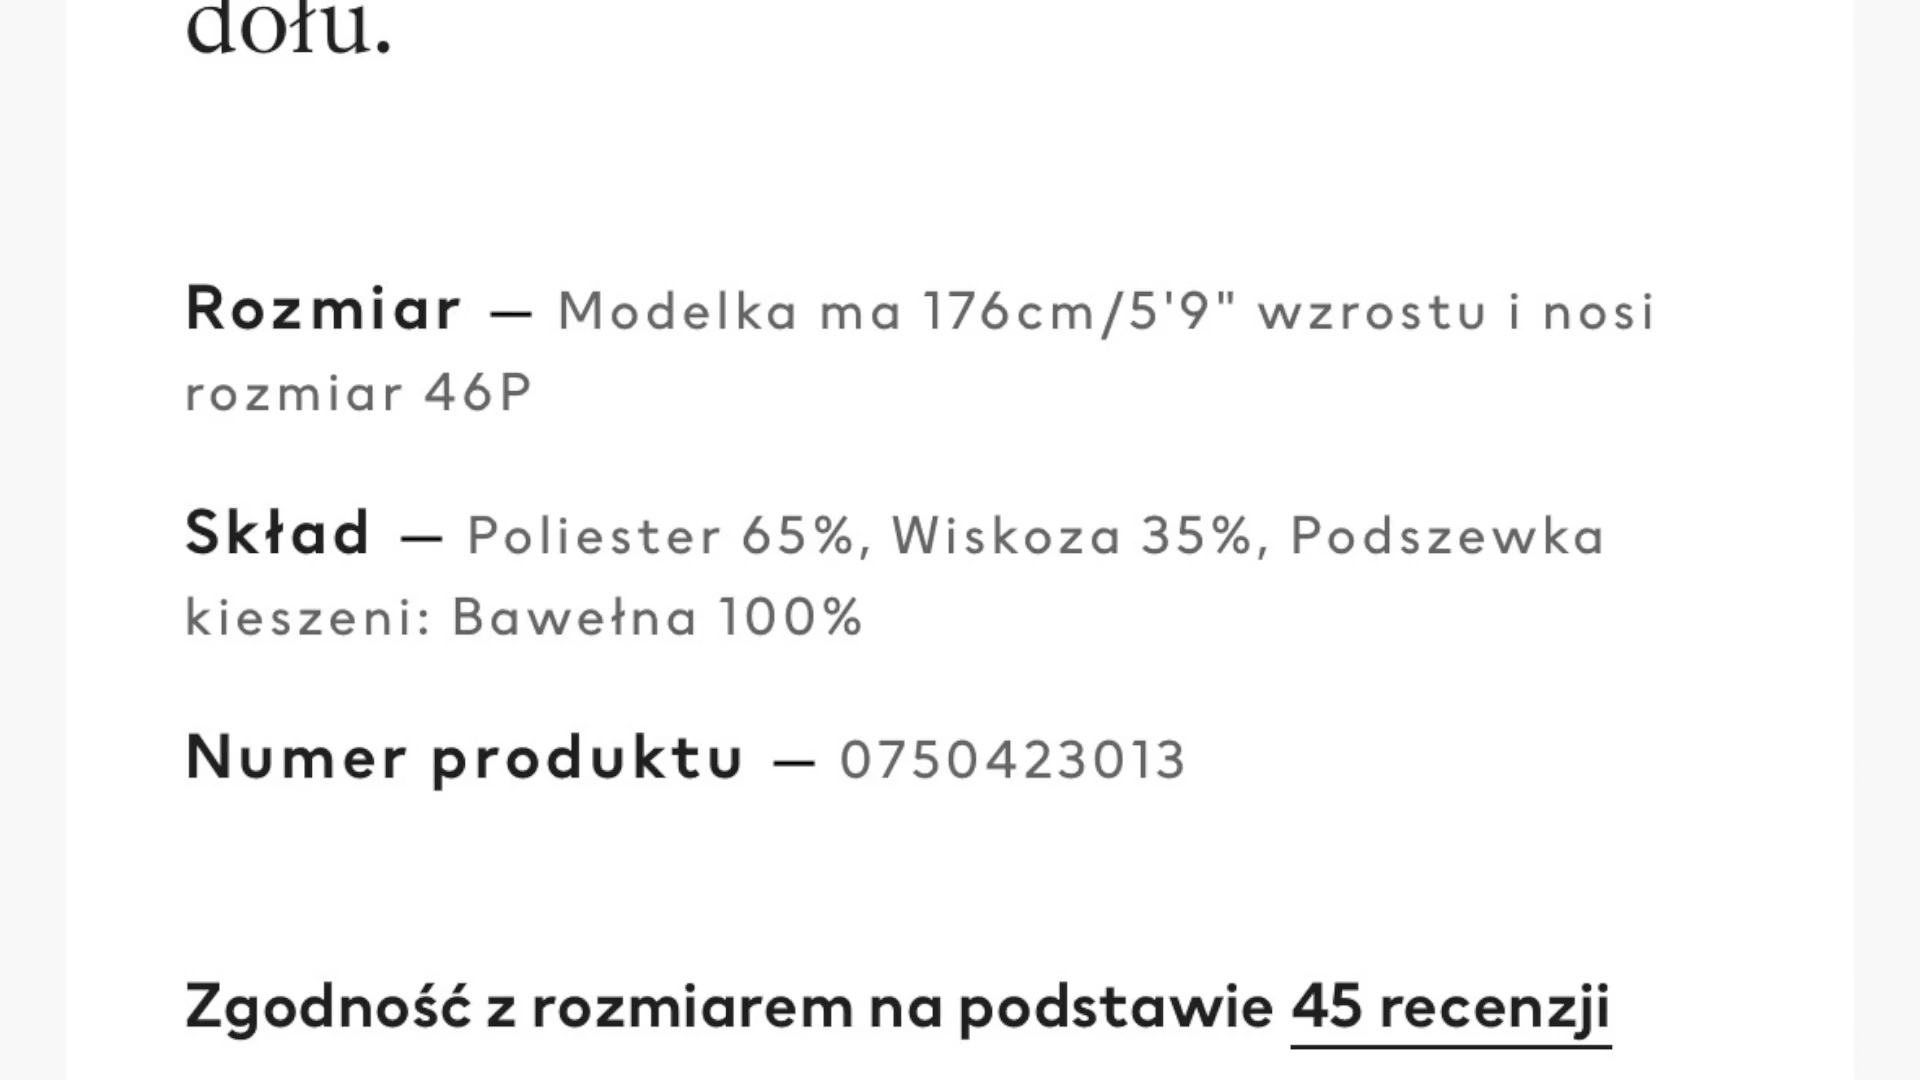 dołu.
Rozmiar — Modelka ma 176cm/5'9" wzrostu i nosi
rozmiar 46P
Skład — Poliester 65%, Wiskoza 35%, Podszewka
kieszeni: Bawełna 100%
Numer produktu — 0750423013
Zgodność z rozmiarem na podstawie 45 recenzji